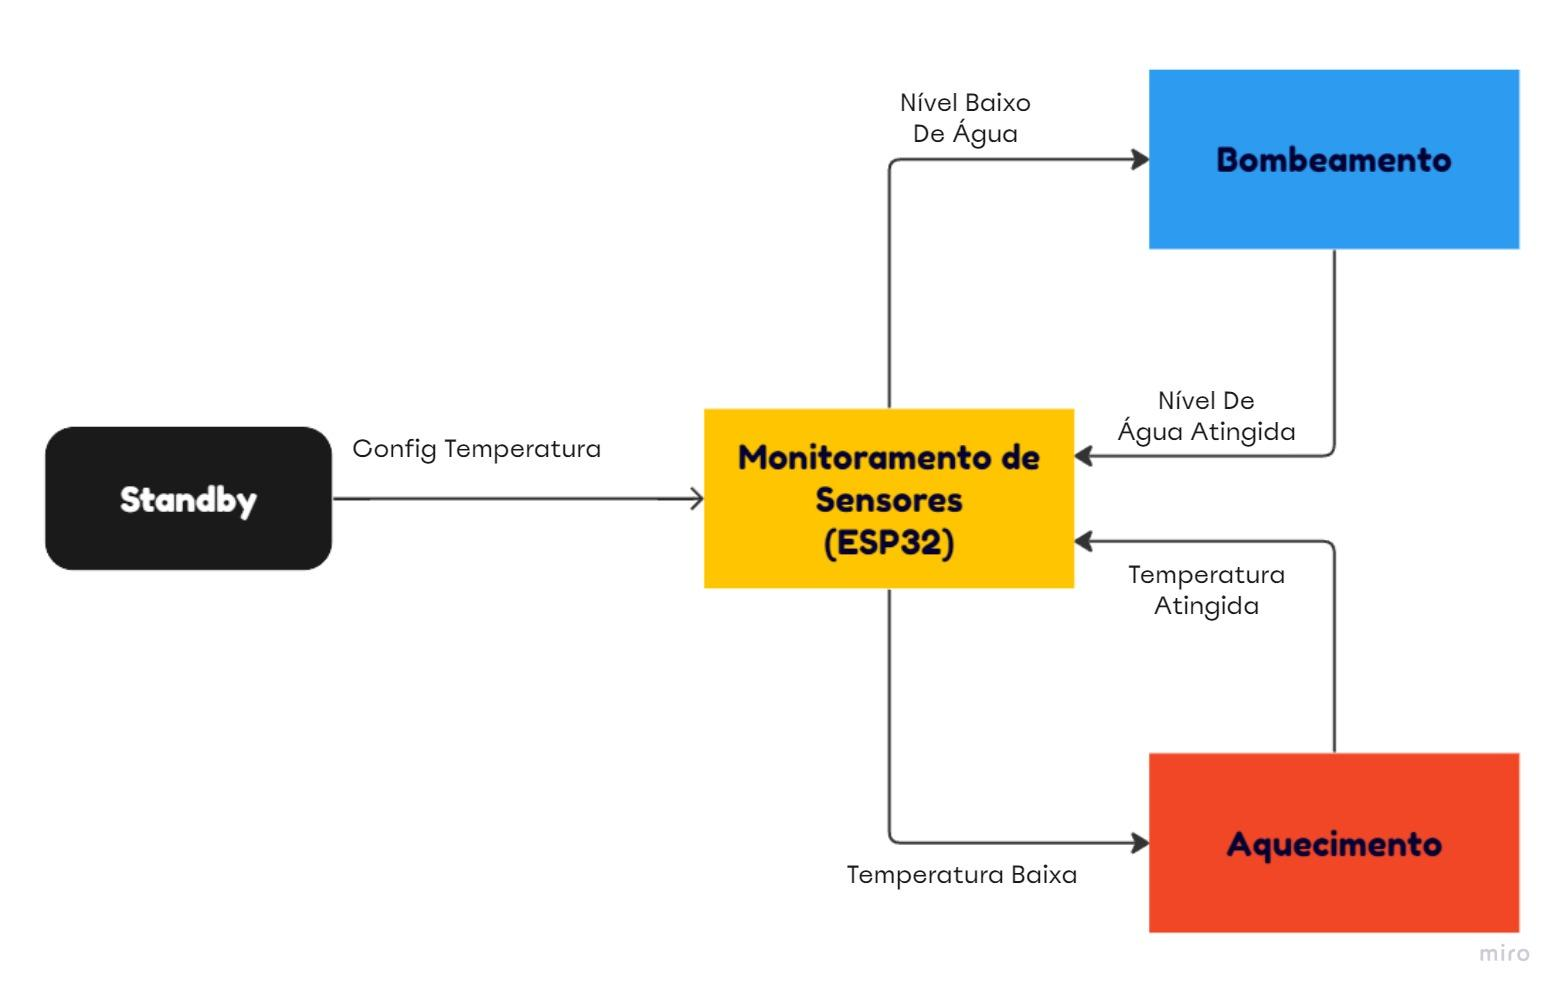 Nível Baixo
De Água
Bombeamento
Nível De
Água Atingida
Config Temperatura
Monitoramento de
Sensores
(ESP32)
Standby
Temperatura
Atingida
Aquecimento
Temperatura Baixa
miro